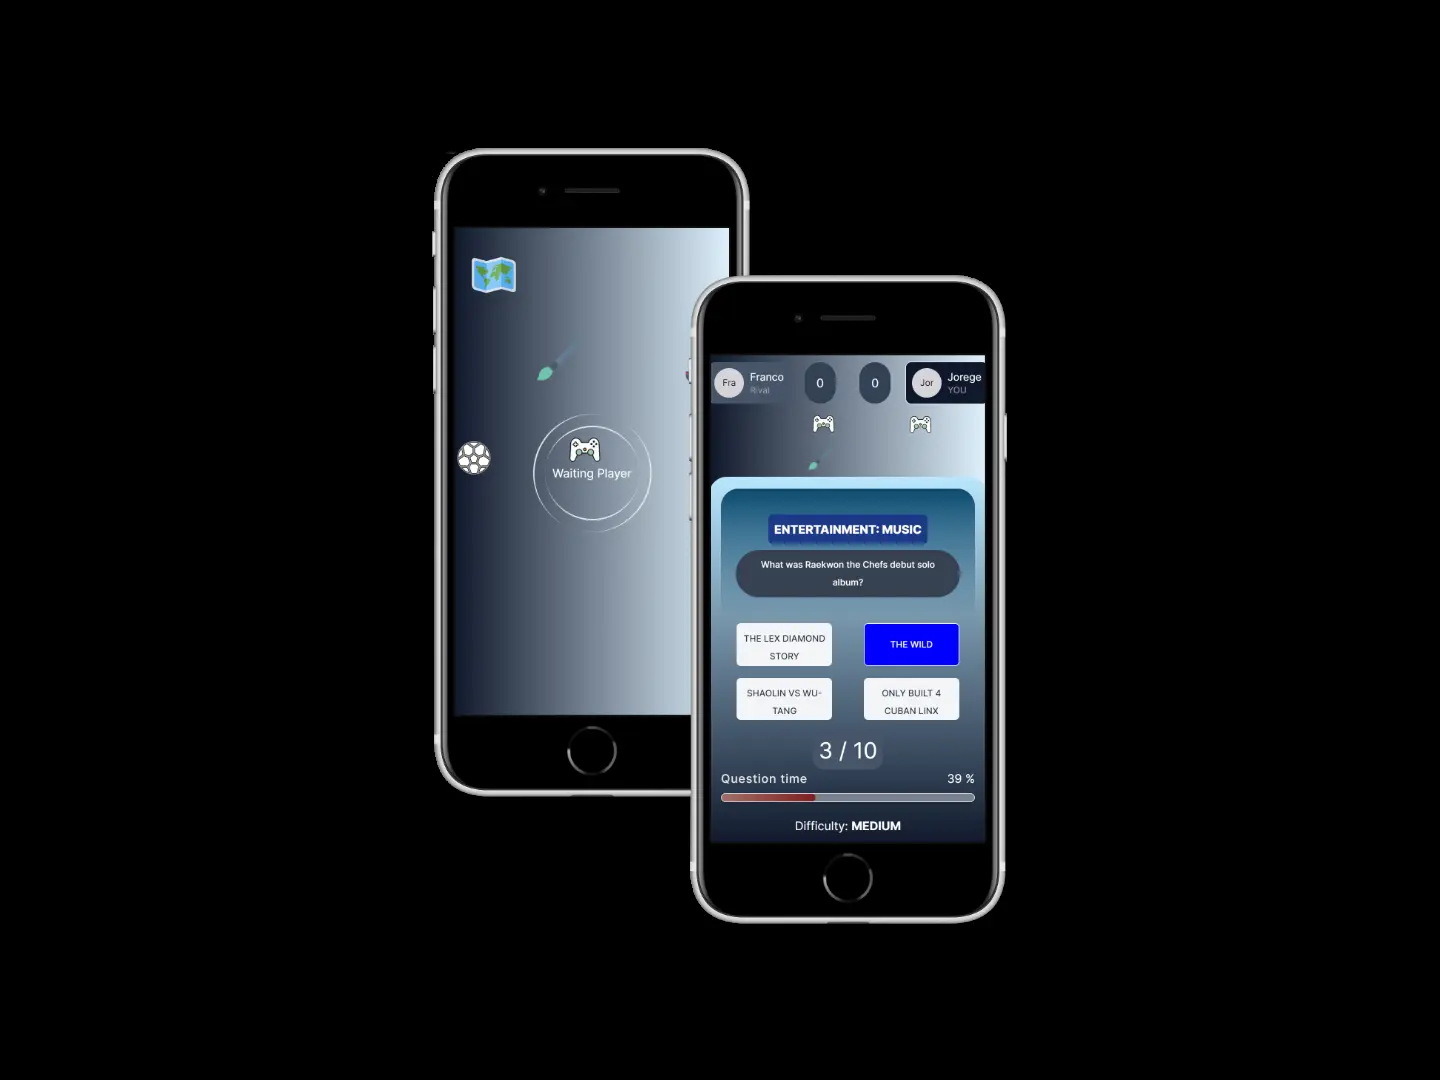 Waiting Player
Fra
Franco
Rival
0
0
Jor
Jorege
YOU
ENTERTAINMENT: MUSIC
What was Raekwon the Chefs debut solo
album?
THE LEX DIAMOND
STORY
THE WILD
SHAOLIN VS WU-
TANG
ONLY BUILT 4
CUBAN LINX
3 / 10
Question time
39 %
Difficulty: MEDIUM